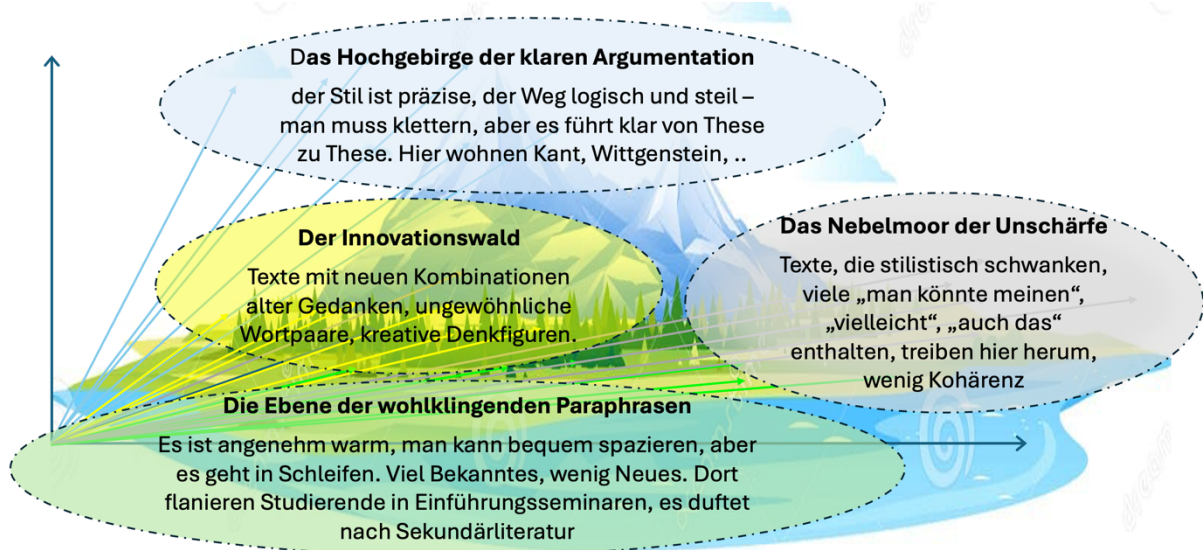 Das Hochgebirge der klaren Argumentation
der Stil ist präzise, der Weg logisch und steil –
man muss klettern, aber es führt klar von These
zu These. Hier wohnen Kant, Wittgenstein, ..
Der Innovationswald
Texte mit neuen Kombinationen
alter Gedanken, ungewöhnliche
Wortpaare, kreative Denkfiguren.
Das Nebelmoor der Unschärfe
Texte, die stilistisch schwanken,
viele „man könnte meinen“,
„vielleicht“, „auch das“
enthalten, treiben hier herum,
wenig Kohärenz
Die Ebene der wohlklingenden Paraphrasen
Es ist angenehm warm, man kann bequem spazieren, aber
es geht in Schleifen. Viel Bekanntes, wenig Neues. Dort
flanieren Studierende in Einführungsseminaren, es duftet
nach Sekundärliteratur